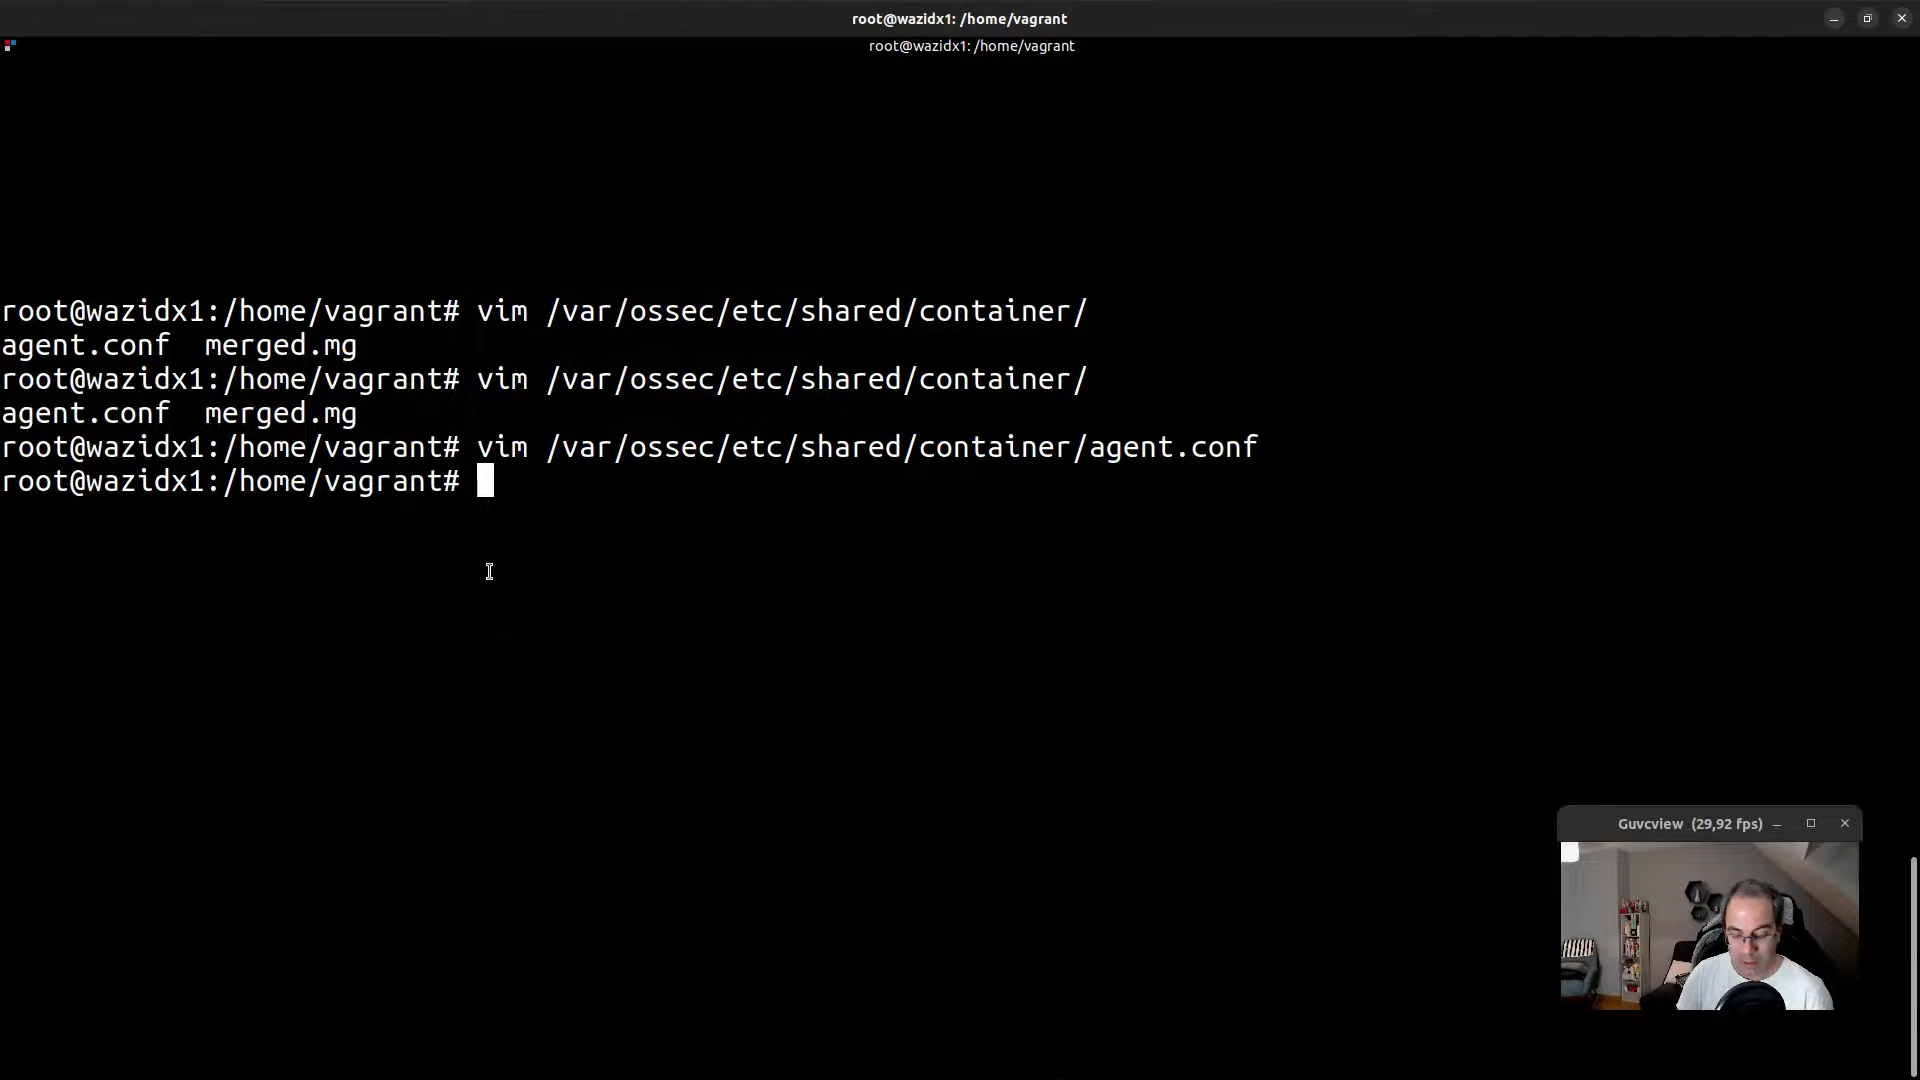 root@wazidx1: /home/vagrant
root@wazidx1: /home/vagrant
root@wazidx1:/home/vagrant# vim /var/ossec/etc/shared/container/
agent.conf  merged.mg
root@wazidx1:/home/vagrant# vim /var/ossec/etc/shared/container/
agent.conf  merged.mg
root@wazidx1:/home/vagrant# vim /var/ossec/etc/shared/container/agent.conf
root@wazidx1:/home/vagrant#
Guvcview (29,92 fps)